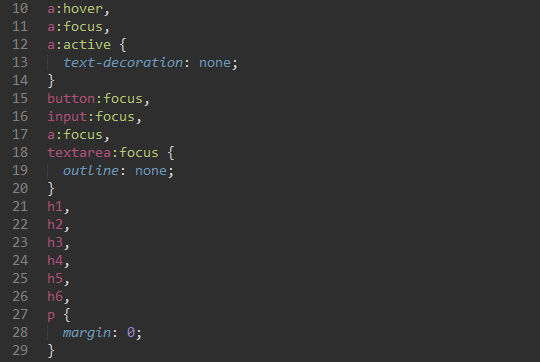 10 a:hover,
11 a:focus,
12 a:active {
13 text-decoration: none;
14 }
15 button:focus,
16 input:focus,
17 a:focus,
18 textarea:focus {
19 outline: none;
20 }
21 h1,
22 h2,
23 h3,
24 h4,
25 h5,
26 h6,
27 p {
28 margin: 0;
29 }